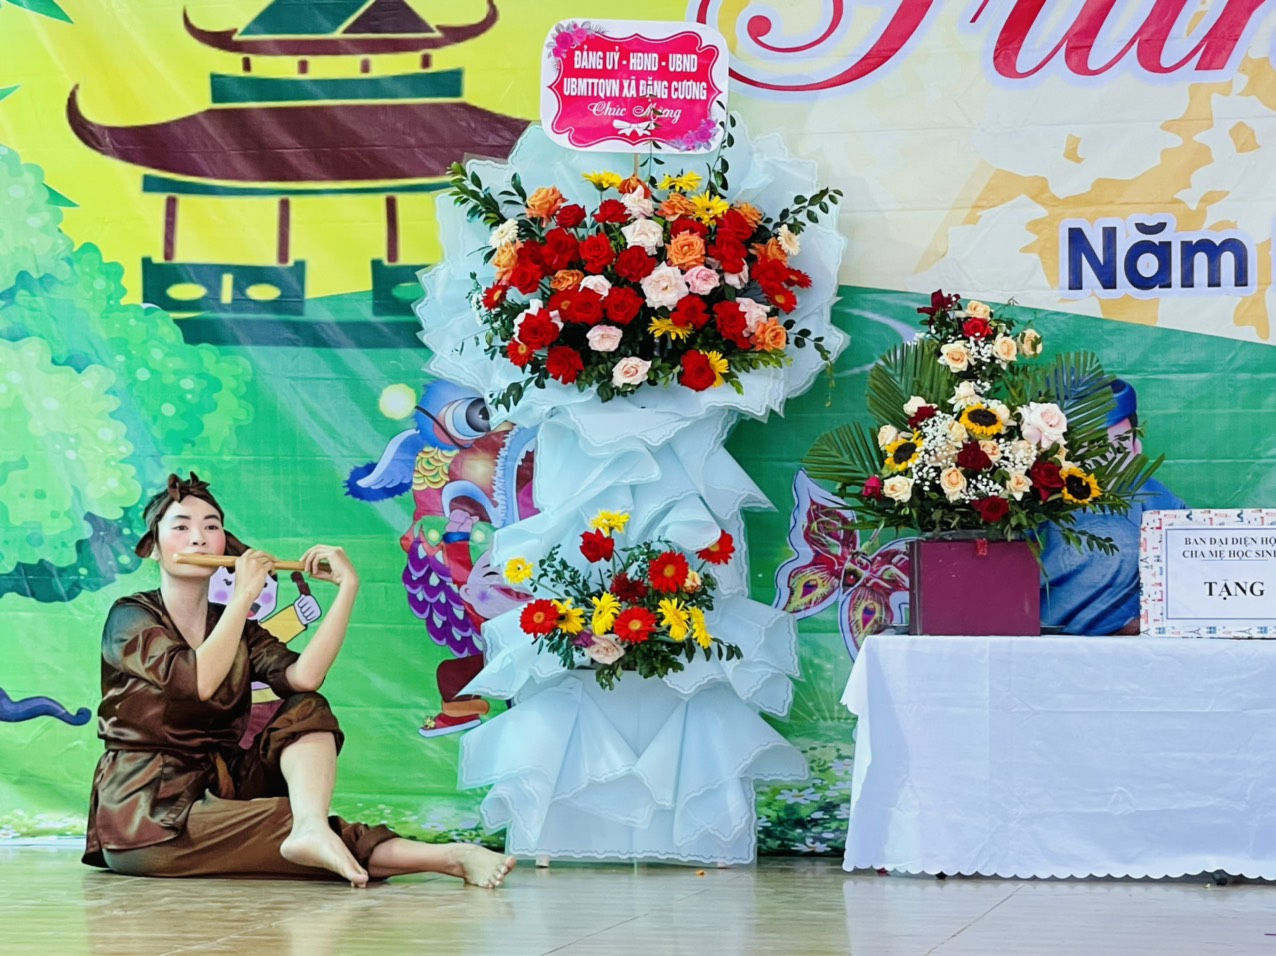 ĐẢNG UỶ - HĐND - UBND
UBMTTQVN XÃ ĐẶNG CƯƠNG
Chúc Mừng
Năm
BAN ĐẠI DIỆN HỘ
CHA MẸ HỌC SINH
TẶNG